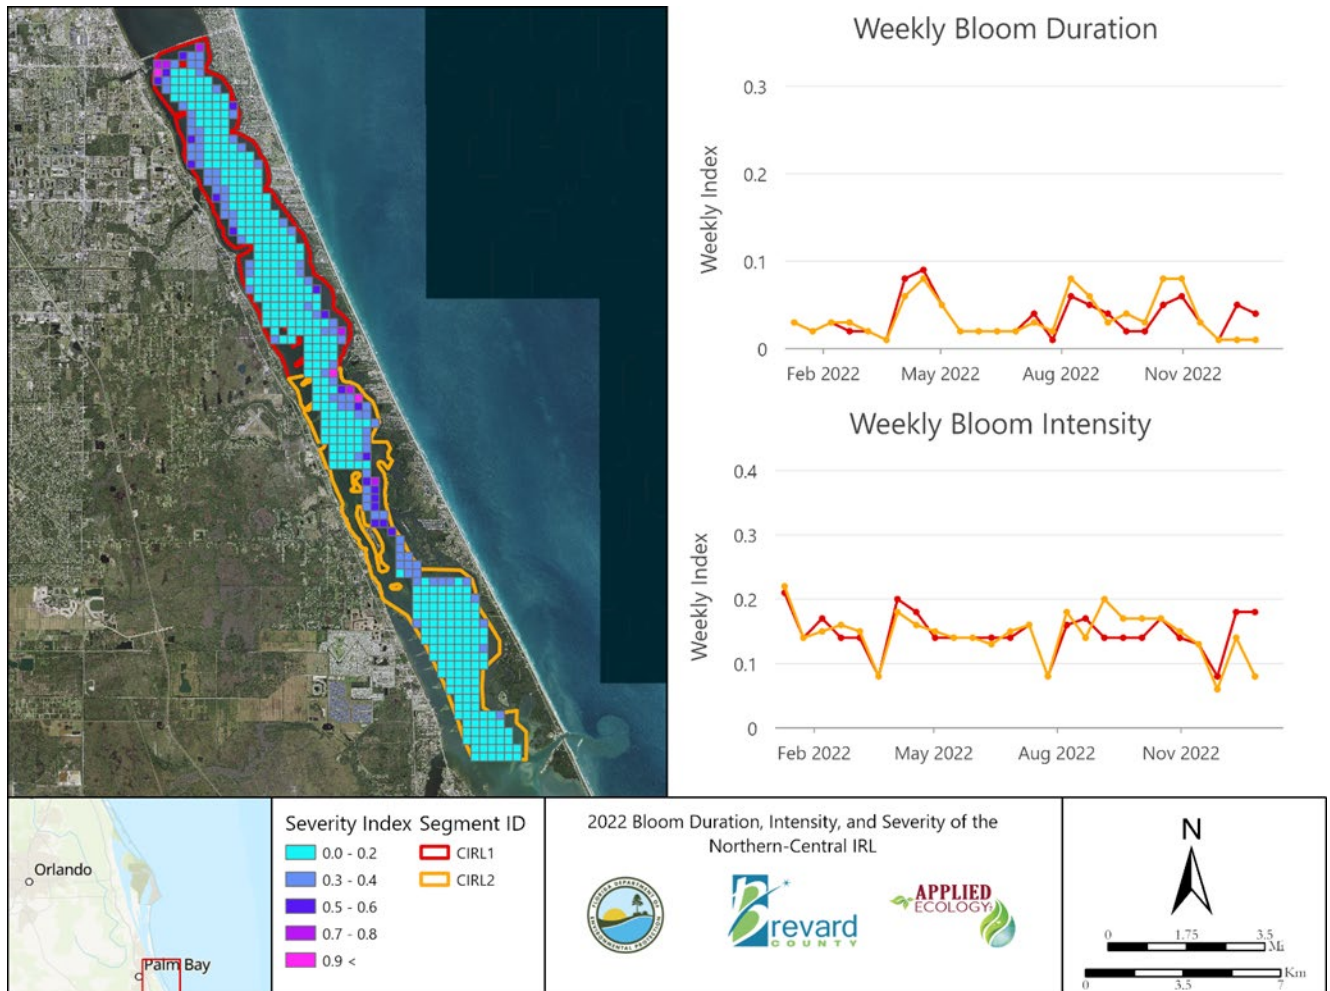 Weekly Bloom Duration
Weekly Index
0.3
0.2
0.1
0
Feb 2022
May 2022
Aug 2022
Nov 2022
Weekly Bloom Intensity
Weekly Index
0.4
0.3
0.2
0.1
0
Feb 2022
May 2022
Aug 2022
Nov 2022
Orlando
Palm Bay
Severity Index
0.0 - 0.2
0.3 - 0.4
0.5 - 0.6
0.7 - 0.8
0.9 <
Segment ID
CIRL1
CIRL2
2022 Bloom Duration, Intensity, and Severity of the
Northern-Central IRL
FLORIDA DEPARTMENT OF
ENVIRONMENTAL PROTECTION
Brevard
COUNTY
APPLIED
ECOLOGY
N
0 1.75 3.5
Mi
Km
0 3.5 7